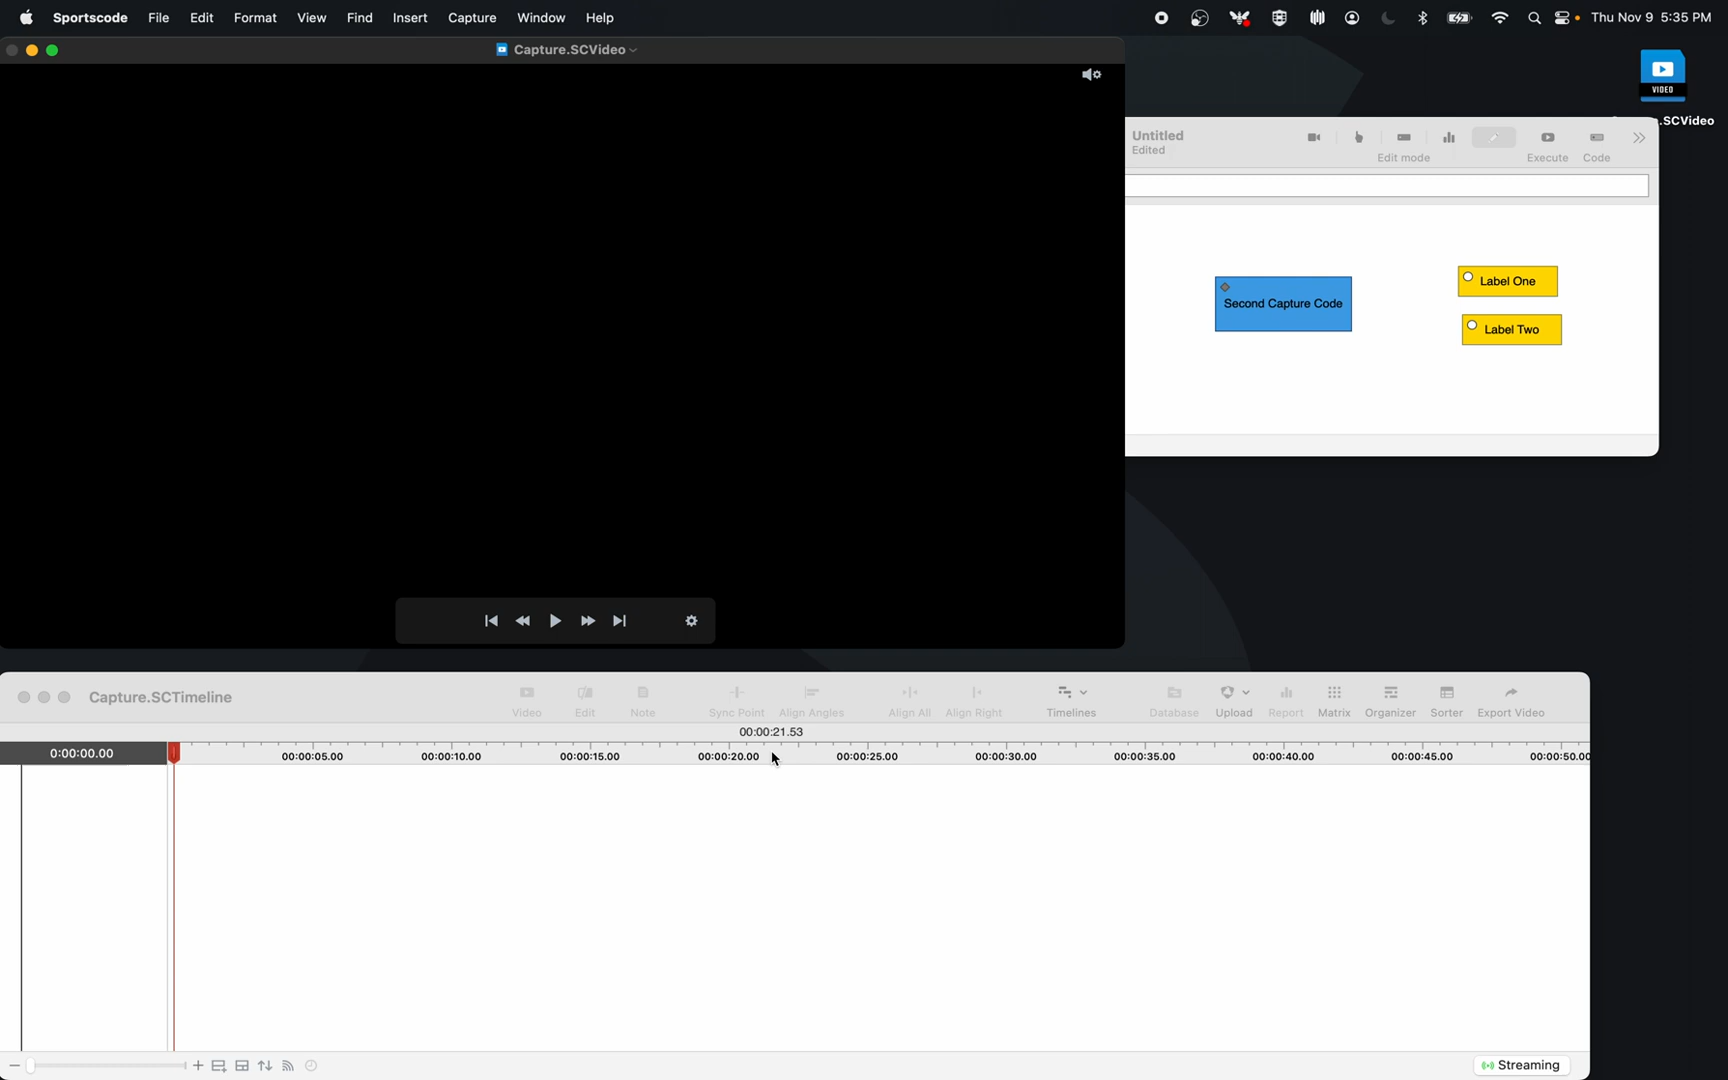 Sportscode File Edit Format View Find Insert Capture Window Help Thu Nov 9 5:35 PM
Capture.SCVideo
VIDEO
.SCVideo
Untitled
Edited
Edit mode Execute Code
Second Capture Code
Label One
Label Two
Capture.SCTimeline
Video Edit Note Sync Point Align Angles Align All Align Right Timelines Database Upload Report Matrix Organizer Sorter Export Video
00:00:21.53
0:00:00.00 00:00:05.00 00:00:10.00 00:00:15.00 00:00:20.00 00:00:25.00 00:00:30.00 00:00:35.00 00:00:40.00 00:00:45.00 00:00:50.00
Streaming